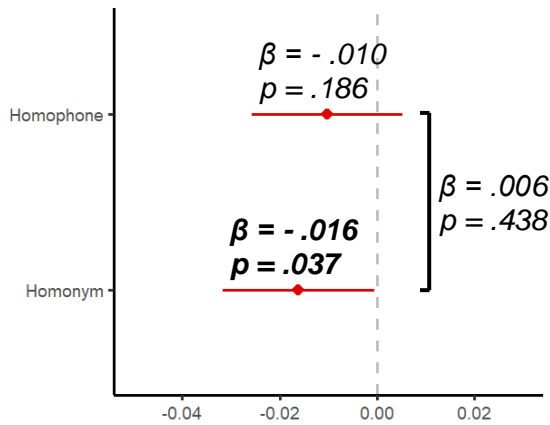 β = - .010
p = .186
Homophone
β = .006
p = .438
β = - .016
p = .037
Homonym
-0.04
-0.02
0.00
0.02